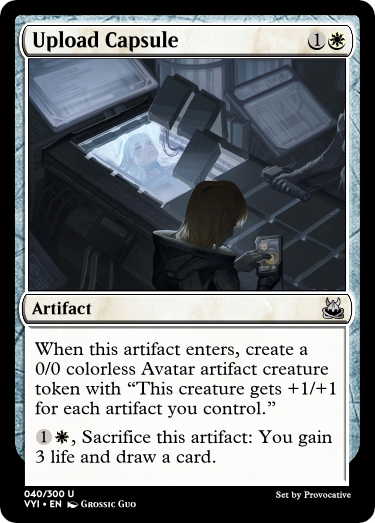 Upload Capsule 1
Artifact
When this artifact enters, create a
0/0 colorless Avatar artifact creature
token with “This creature gets +1/+1
for each artifact you control.”
1 , Sacrifice this artifact: You gain
3 life and draw a card.
040/300 U
VYI • EN Grossic Guo
Set by Provocative